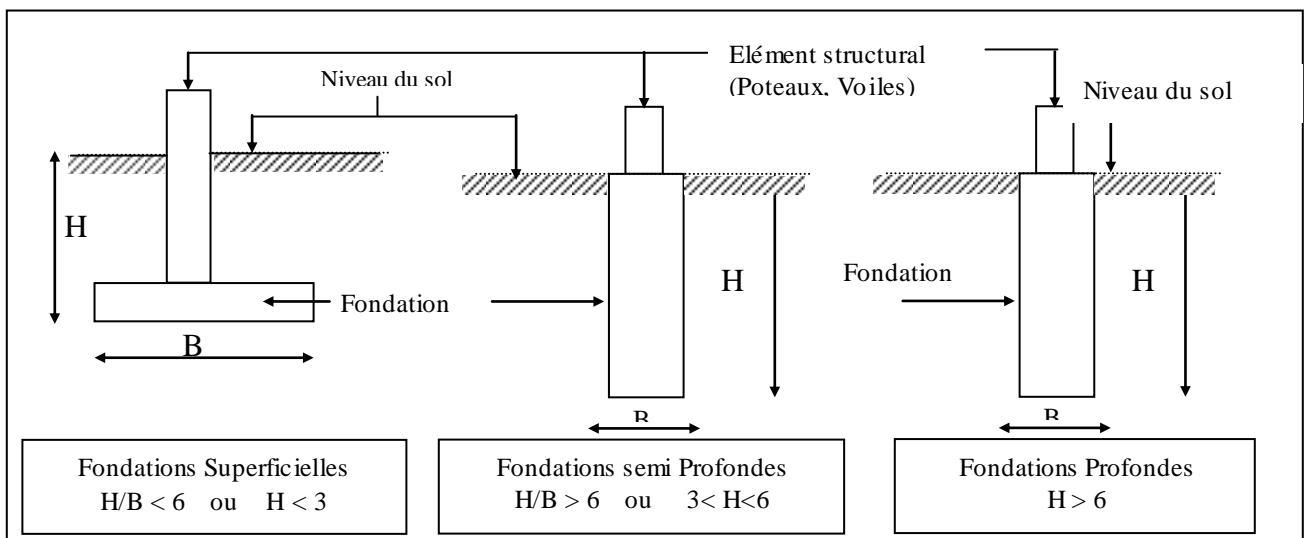 Elément structural
(Poteaux, Voiles)
Niveau du sol
Niveau du sol
H
B
Fondation
H
B
Fondation
H
B
Fondations Superficielles
H/B < 6 ou H < 3
Fondations semi Profondes
H/B > 6 ou 3< H<6
Fondations Profondes
H > 6